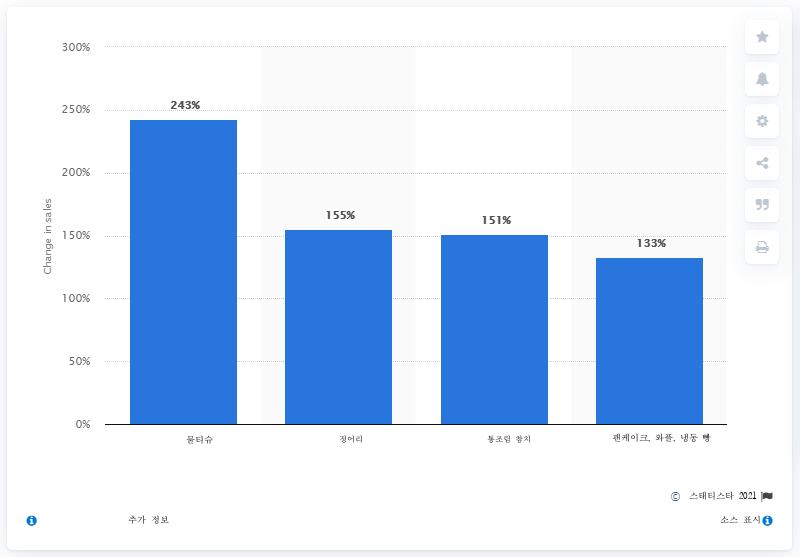 300%
250%
200%
150%
100%
50%
0%
Change in sales
243%
155%
151%
133%
물티슈
정어리
통조림 참치
팬케이크, 와플, 냉동 빵
© 스태티스타 2021
추가 정보
소스 표시